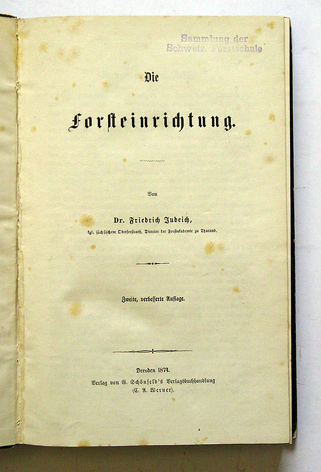 Sammlung der
Schweiz. Forstschule
Die
Forsteinrichtung.
Von
Dr. Friedrich Judeich,
kgl. sächsischem Oberforstrath, Director der Forstakademie zu Tharand.
Zweite, verbesserte Auflage.
Dresden 1874.
Verlag von G. Schönfeld's Verlagsbuchhandlung
(C. A. Werner).